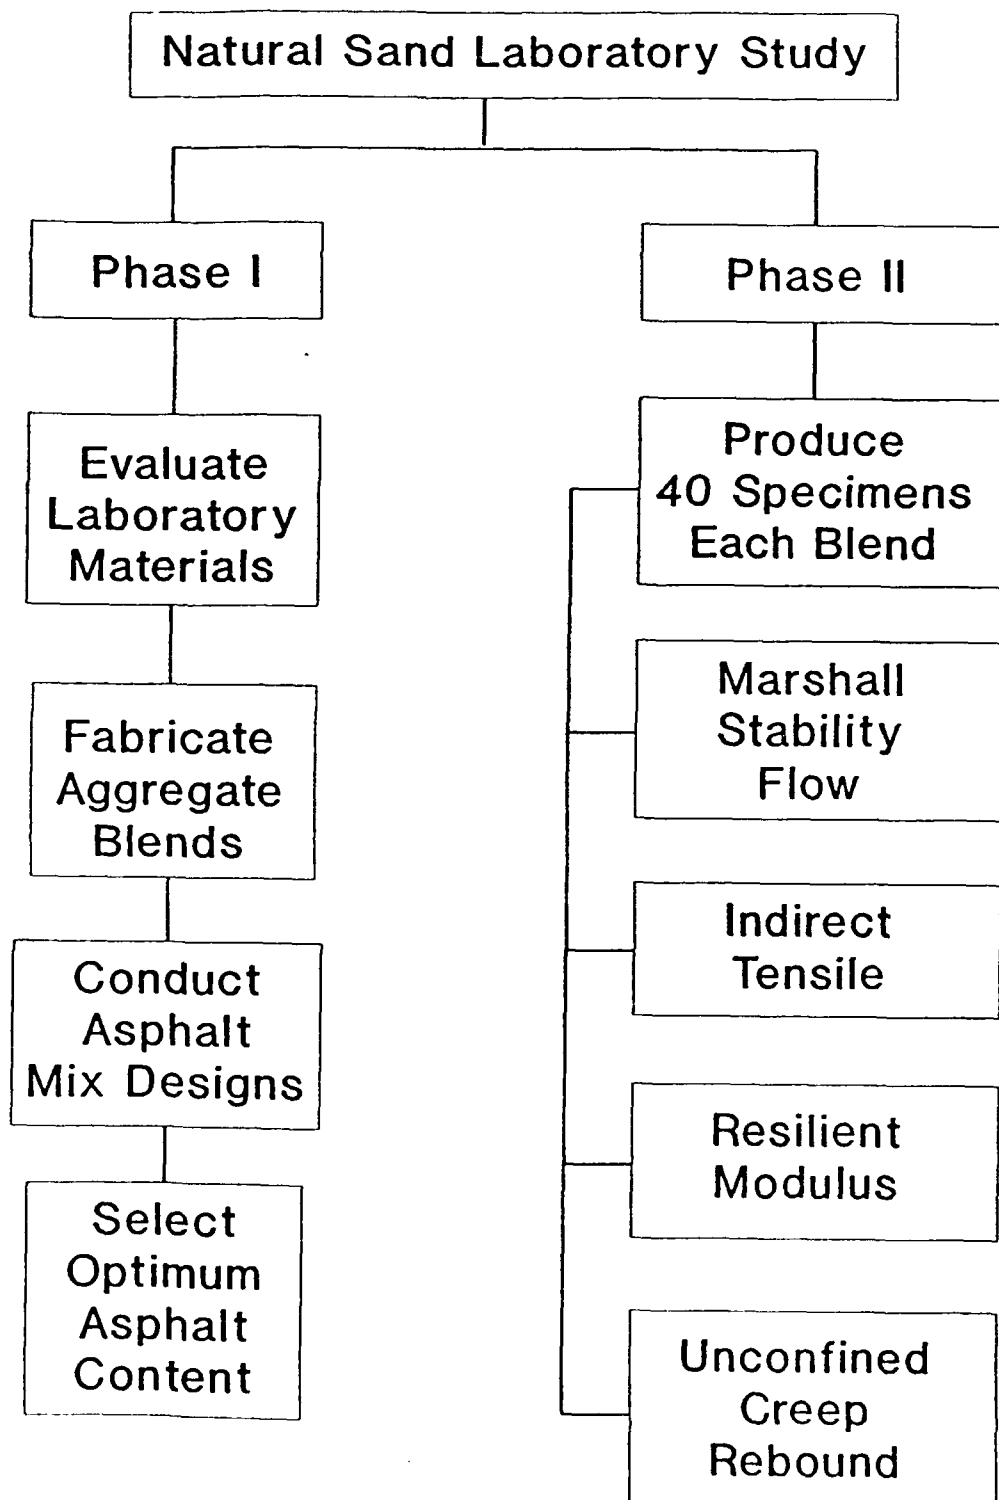 Natural Sand Laboratory Study
Phase I
Evaluate
Laboratory
Materials
Fabricate
Aggregate
Blends
Conduct
Asphalt
Mix Designs
Select
Optimum
Asphalt
Content
Phase II
Produce
40 Specimens
Each Blend
Marshall
Stability
Flow
Indirect
Tensile
Resilient
Modulus
Unconfined
Creep
Rebound